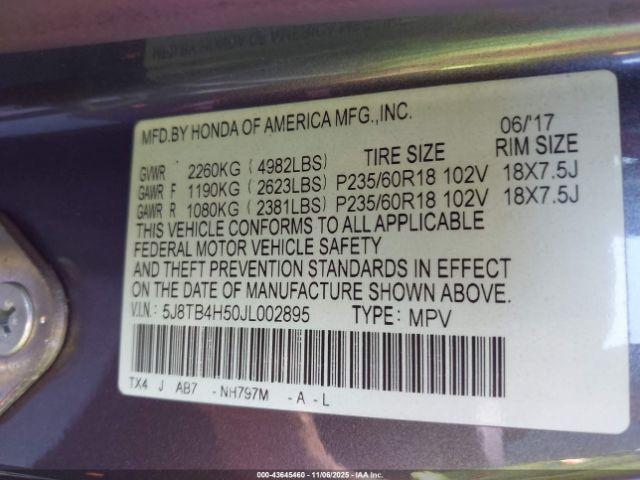 MFD.BY HONDA OF AMERICA MFG.,INC. 06/'17
TIRE SIZE RIM SIZE
GVWR 2260KG ( 4982LBS)
GAWR F 1190KG ( 2623LBS) P235/60R18 102V 18X7.5J
GAWR R 1080KG ( 2381LBS) P235/60R18 102V 18X7.5J
THIS VEHICLE CONFORMS TO ALL APPLICABLE
FEDERAL MOTOR VEHICLE SAFETY
AND THEFT PREVENTION STANDARDS IN EFFECT
ON THE DATE OF MANUFACTURE SHOWN ABOVE.
V.I.N.: 5J8TB4H50JL002895 TYPE: MPV
TX4 J AB7 - NH797M - A - L
000-43645460 - 11/06/2025 - IAAI.COM